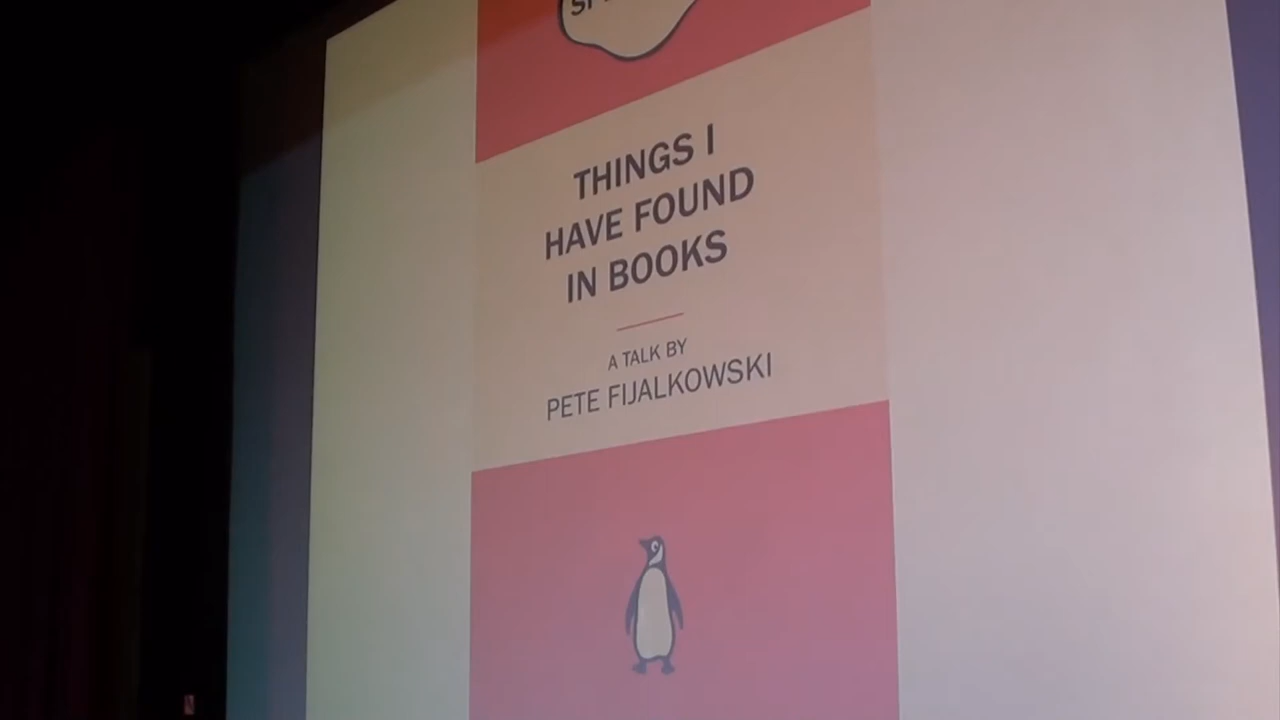 THINGS I
HAVE FOUND
IN BOOKS
A TALK BY
PETE FIJALKOWSKI